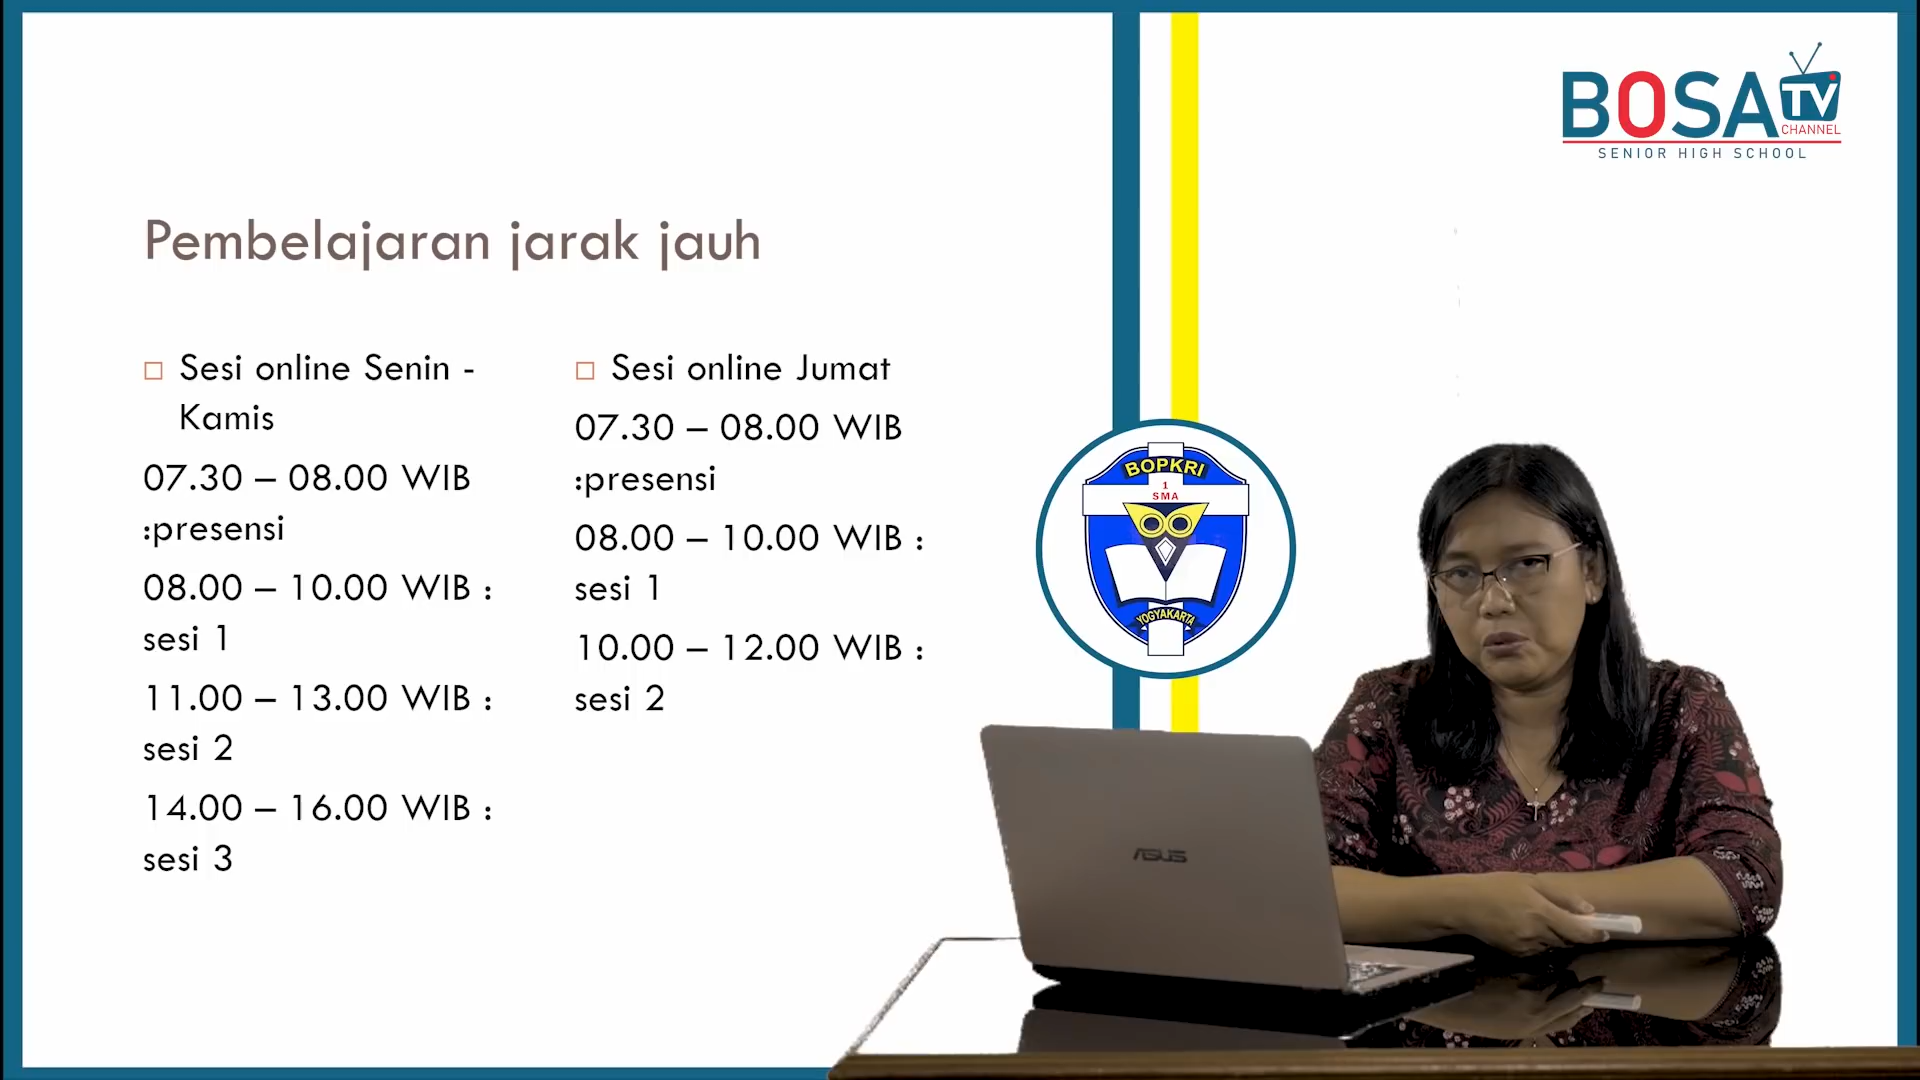 BOSA TV
CHANNEL
SENIOR HIGH SCHOOL
Pembelajaran jarak jauh
Sesi online Senin -
Kamis
07.30 – 08.00 WIB
:presensi
08.00 – 10.00 WIB :
sesi 1
11.00 – 13.00 WIB :
sesi 2
14.00 – 16.00 WIB :
sesi 3
Sesi online Jumat
07.30 – 08.00 WIB
:presensi
08.00 – 10.00 WIB :
sesi 1
10.00 – 12.00 WIB :
sesi 2
BOPKRI
1
SMA
YOGYAKARTA
ASUS